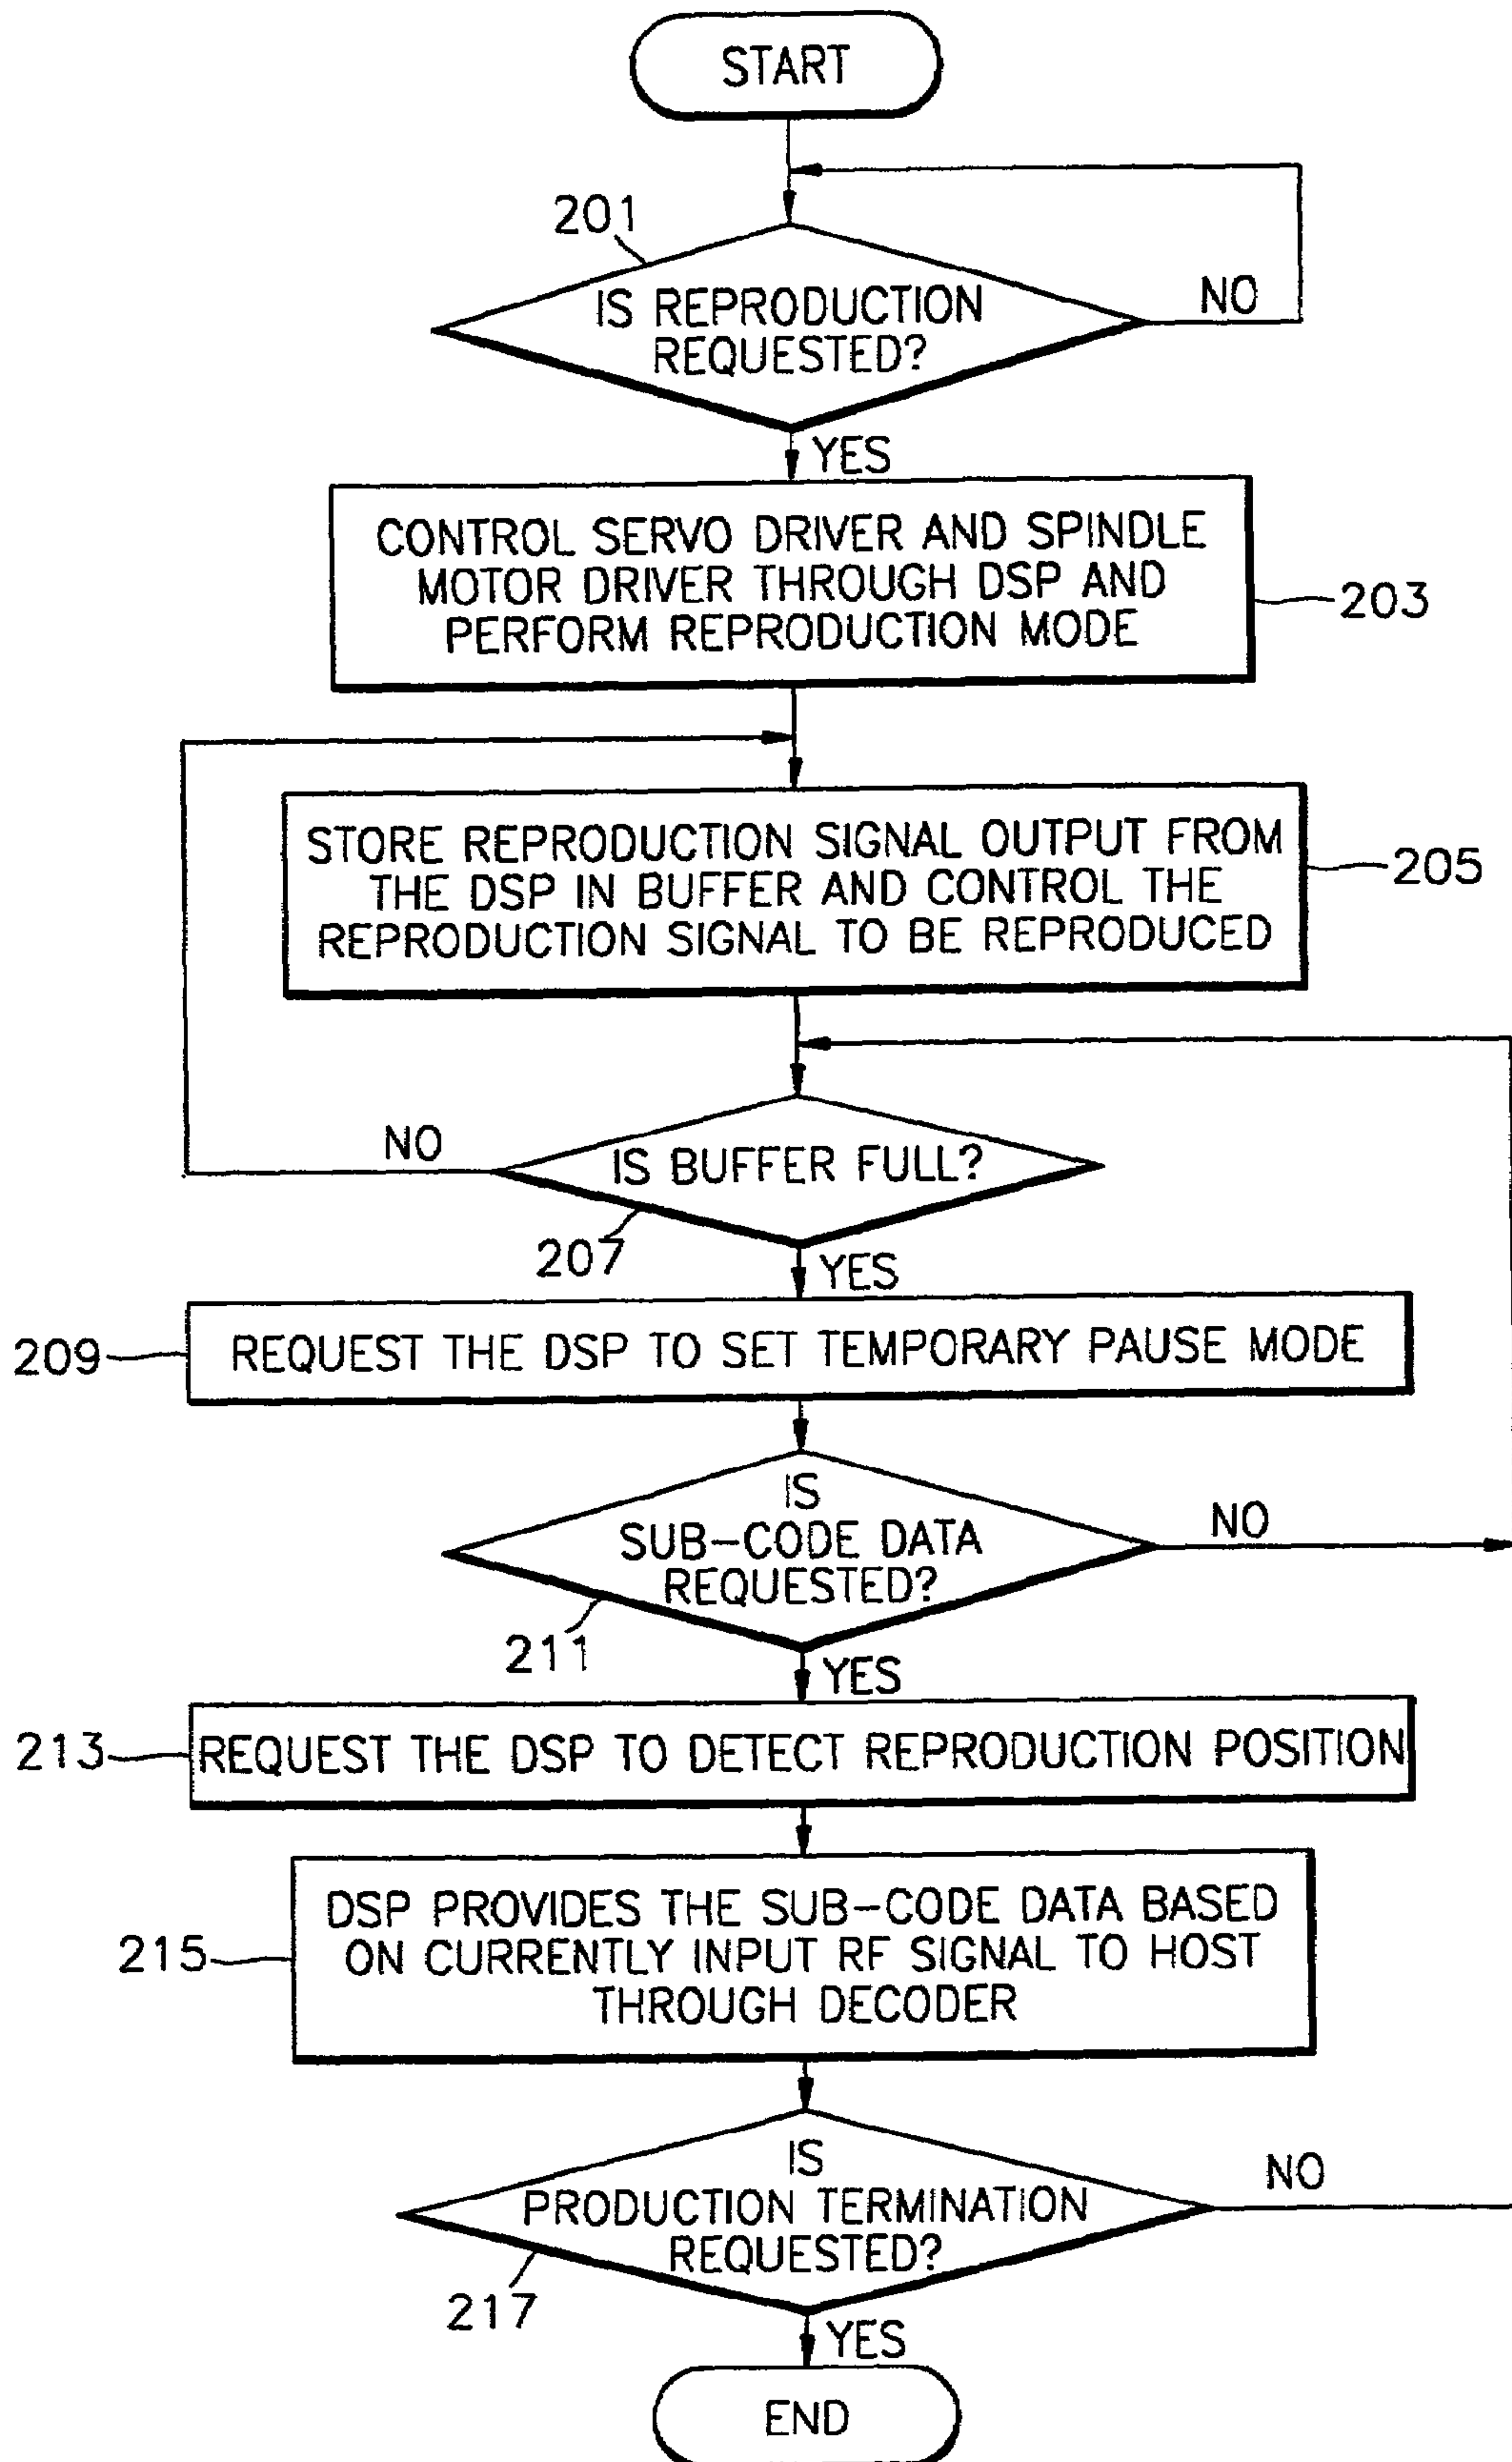 START
201
IS REPRODUCTION
REQUESTED?
NO
YES
CONTROL SERVO DRIVER AND SPINDLE
MOTOR DRIVER THROUGH DSP AND
PERFORM REPRODUCTION MODE
203
STORE REPRODUCTION SIGNAL OUTPUT FROM
THE DSP IN BUFFER AND CONTROL THE
REPRODUCTION SIGNAL TO BE REPRODUCED
205
NO
IS BUFFER FULL?
207
YES
209
REQUEST THE DSP TO SET TEMPORARY PAUSE MODE
IS
SUB-CODE DATA
REQUESTED?
NO
211
YES
213
REQUEST THE DSP TO DETECT REPRODUCTION POSITION
215
DSP PROVIDES THE SUB-CODE DATA BASED
ON CURRENTLY INPUT RF SIGNAL TO HOST
THROUGH DECODER
IS
PRODUCTION TERMINATION
REQUESTED?
NO
217
YES
END